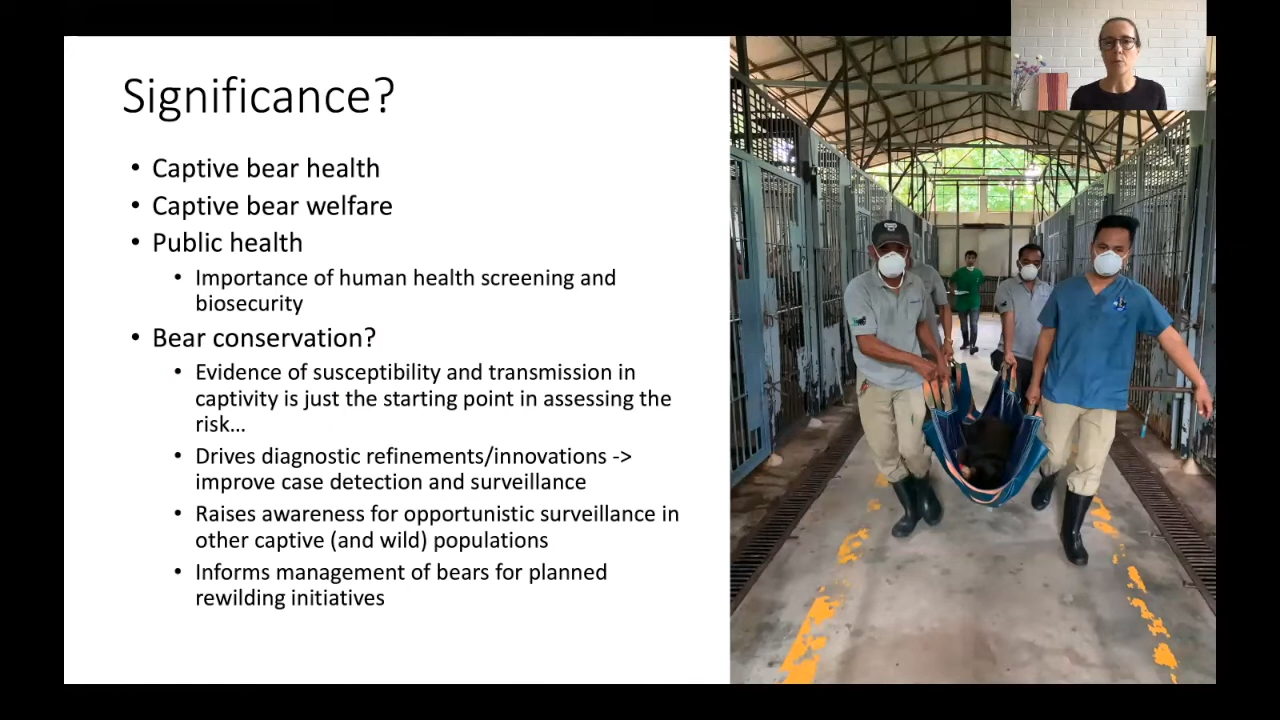 Significance?
• Captive bear health
• Captive bear welfare
• Public health
• Importance of human health screening and
biosecurity
• Bear conservation?
• Evidence of susceptibility and transmission in
captivity is just the starting point in assessing the
risk…
• Drives diagnostic refinements/innovations ->
improve case detection and surveillance
• Raises awareness for opportunistic surveillance in
other captive (and wild) populations
• Informs management of bears for planned
rewilding initiatives